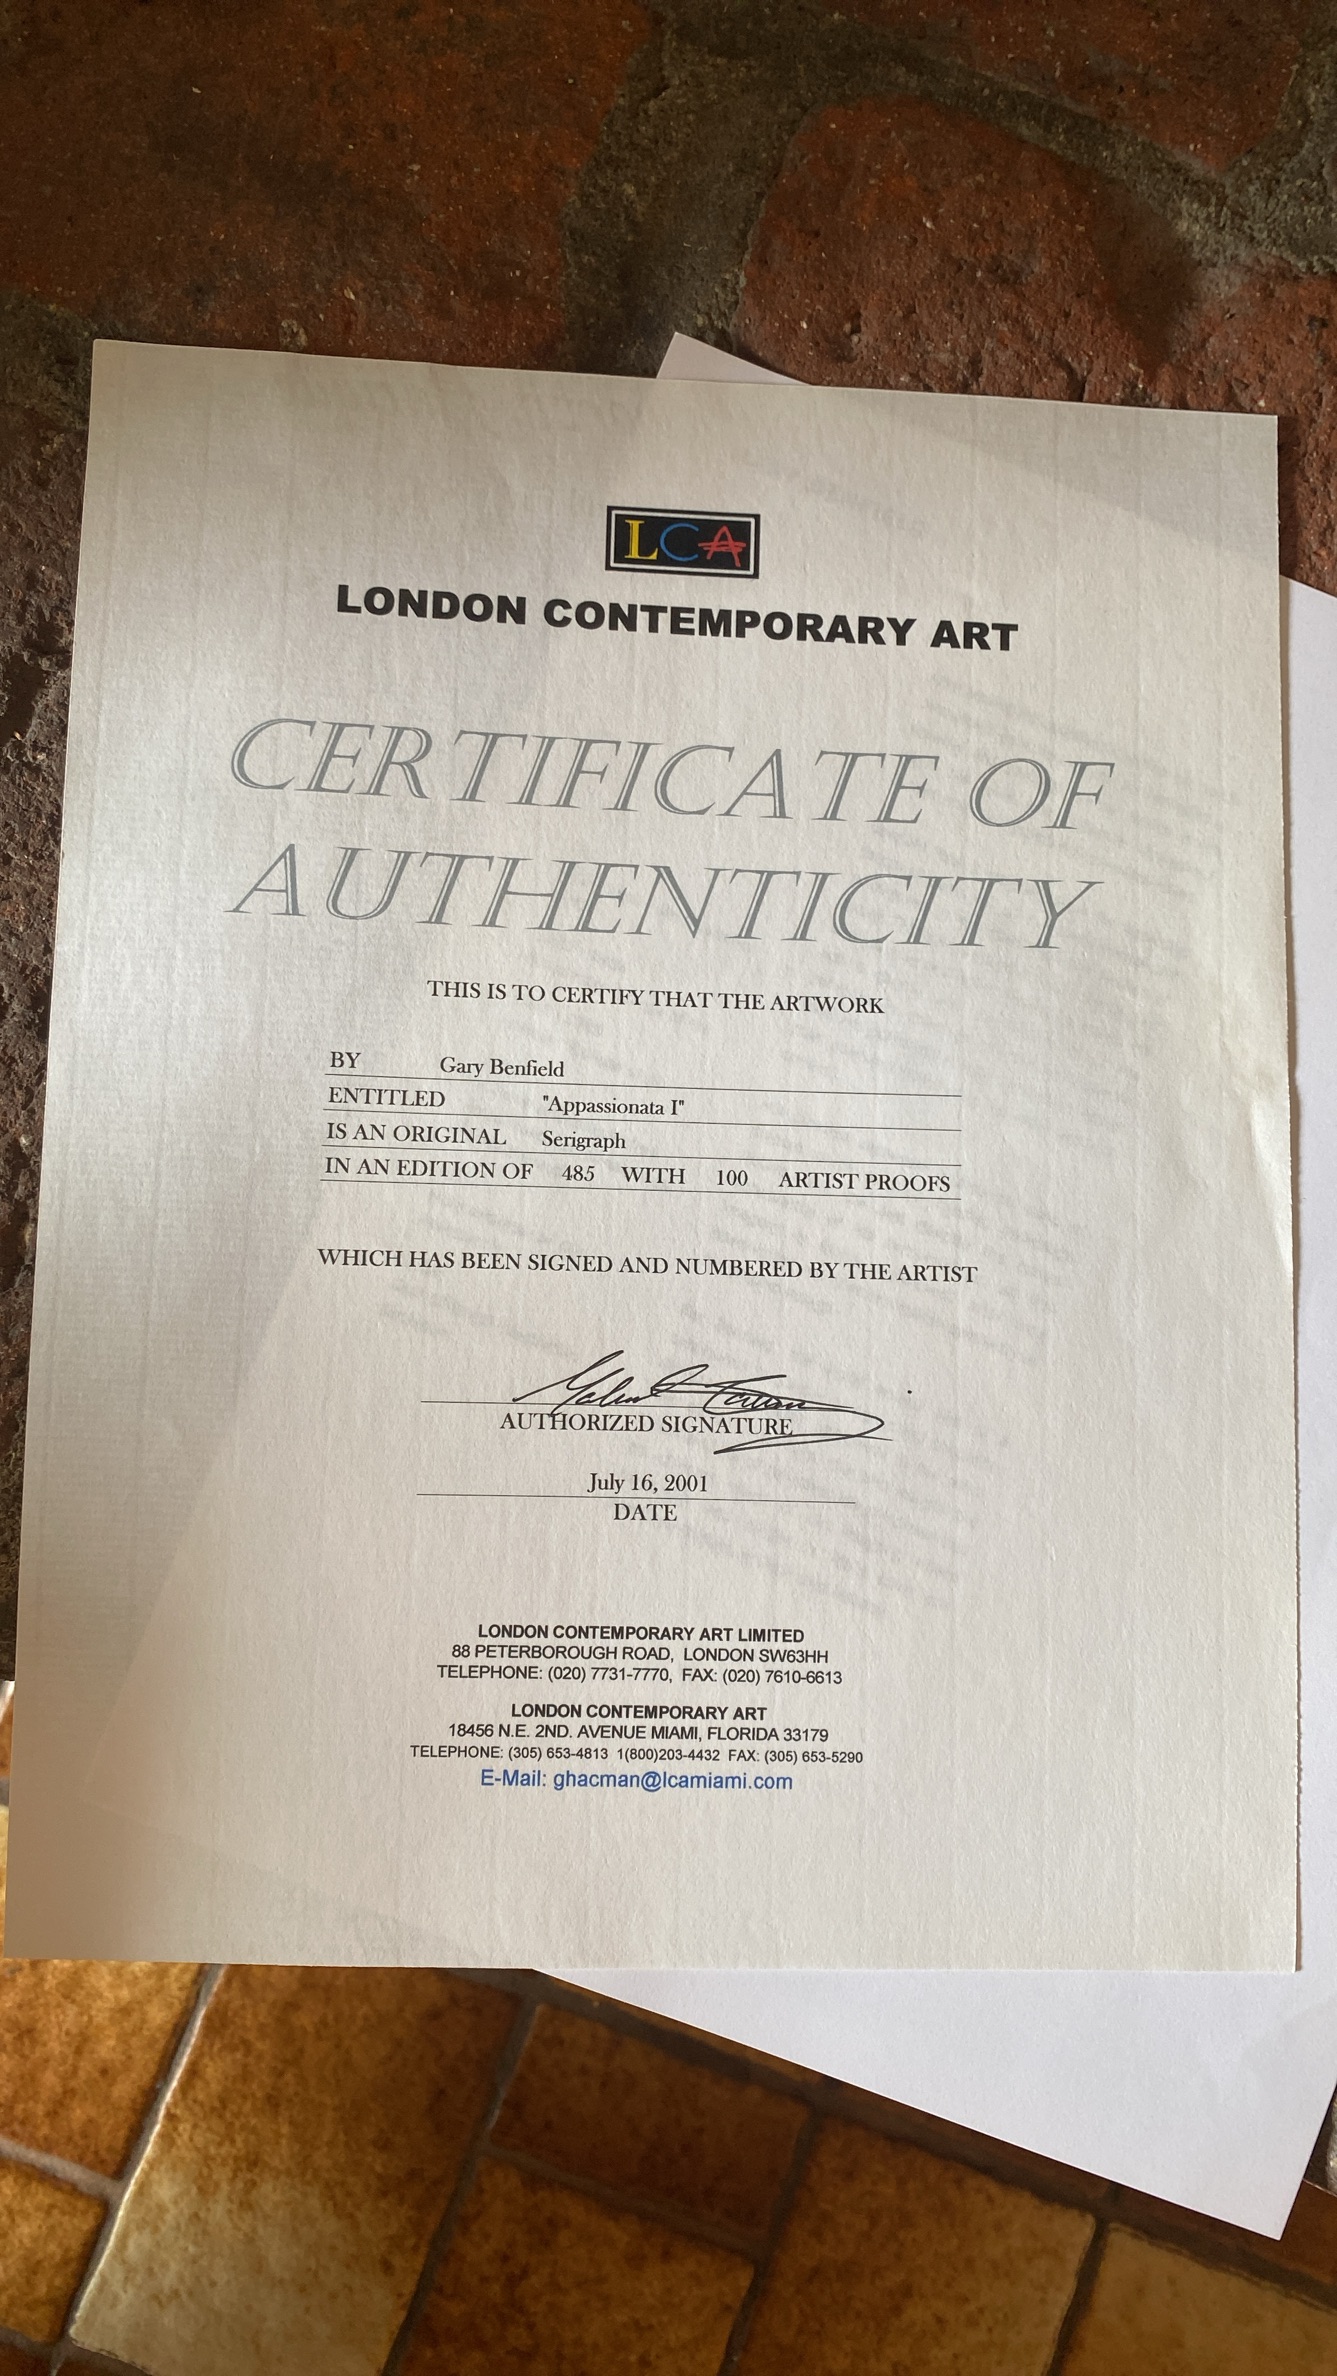 LCA
LONDON CONTEMPORARY ART
CERTIFICATE OF
AUTHENTICITY
THIS IS TO CERTIFY THAT THE ARTWORK
BY Gary Benfield
ENTITLED "Appassionata I"
IS AN ORIGINAL Serigraph
IN AN EDITION OF 485 WITH 100 ARTIST PROOFS
WHICH HAS BEEN SIGNED AND NUMBERED BY THE ARTIST
AUTHORIZED SIGNATURE
July 16, 2001
DATE
LONDON CONTEMPORARY ART LIMITED
88 PETERBOROUGH ROAD, LONDON SW63HH
TELEPHONE: (020) 7731-7770, FAX: (020) 7610-6613
LONDON CONTEMPORARY ART
18456 N.E. 2ND. AVENUE MIAMI, FLORIDA 33179
TELEPHONE: (305) 653-4813 1(800)203-4432 FAX: (305) 653-5290
E-Mail: ghacman@lcamiami.com